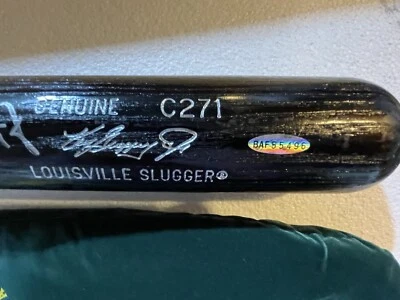 GENUINE C271
BAF85496
LOUISVILLE SLUGGER®